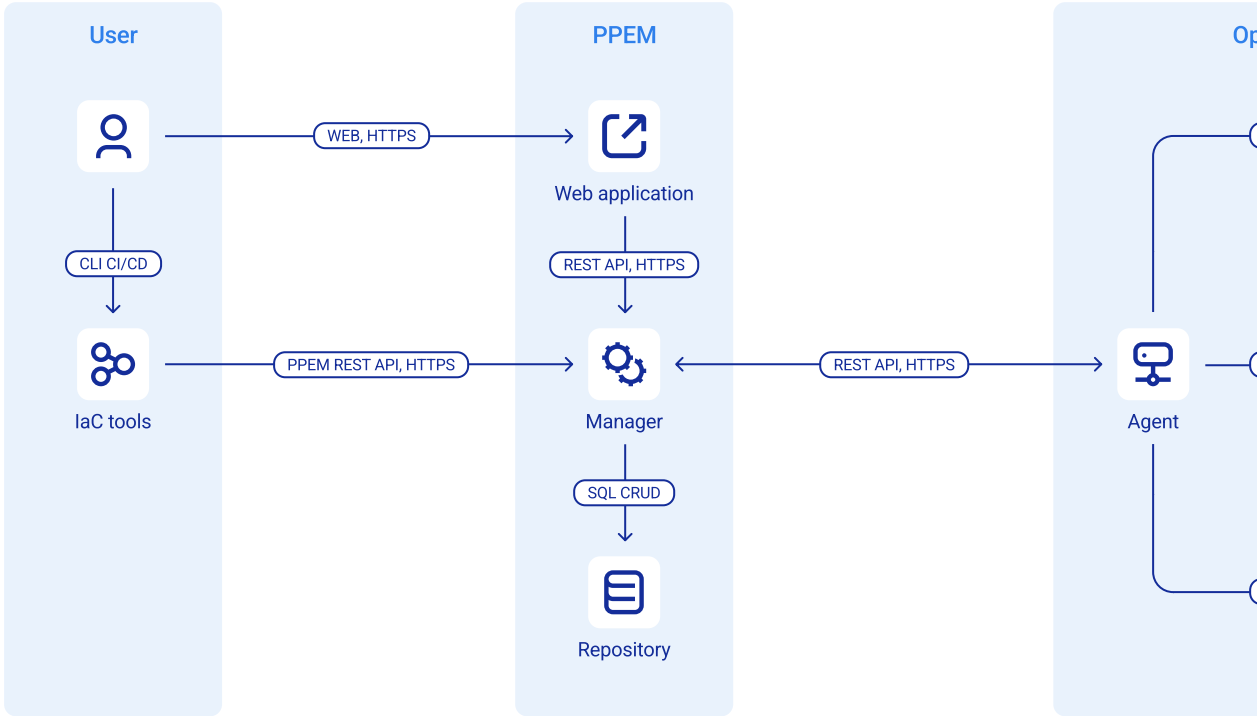 User
PPEM
WEB, HTTPS
Web application
CLI CI/CD
REST API, HTTPS
PPEM REST API, HTTPS
REST API, HTTPS
IaC tools
Manager
Agent
SQL CRUD
Repository